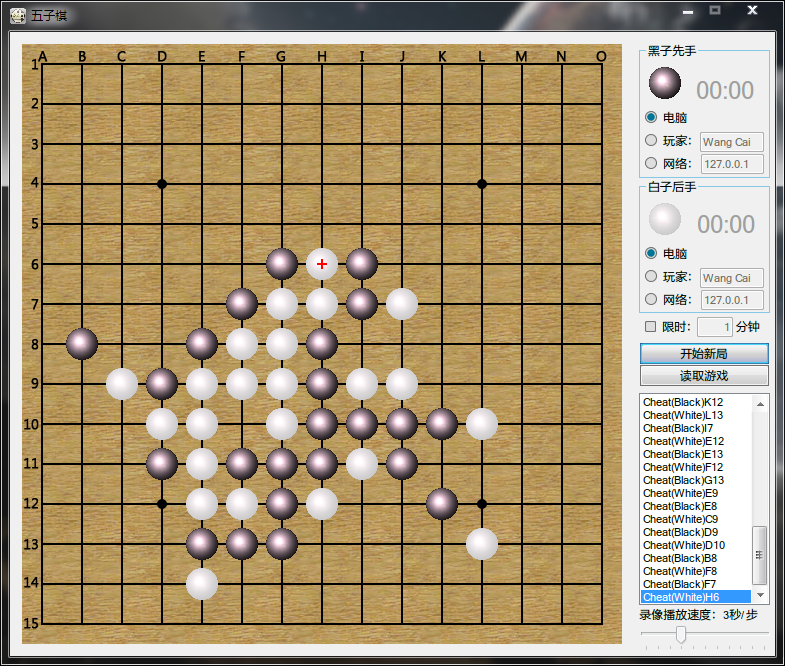 五子棋
A B C D E F G H I J K L M N O
1
2
3
4
5
6
7
8
9
10
11
12
13
14
15
黑子先手
00:00
电脑
玩家: Wang Cai
网络: 127.0.0.1
白子后手
00:00
电脑
玩家: Wang Cai
网络: 127.0.0.1
限时: 1 分钟
开始新局
读取游戏
Cheat(Black)K12
Cheat(White)L13
Cheat(Black)I7
Cheat(White)E12
Cheat(Black)E13
Cheat(White)F12
Cheat(Black)G13
Cheat(White)E9
Cheat(Black)E8
Cheat(White)C9
Cheat(Black)D9
Cheat(White)D10
Cheat(Black)B8
Cheat(White)F8
Cheat(Black)F7
Cheat(White)H6
录像播放速度: 3秒/步